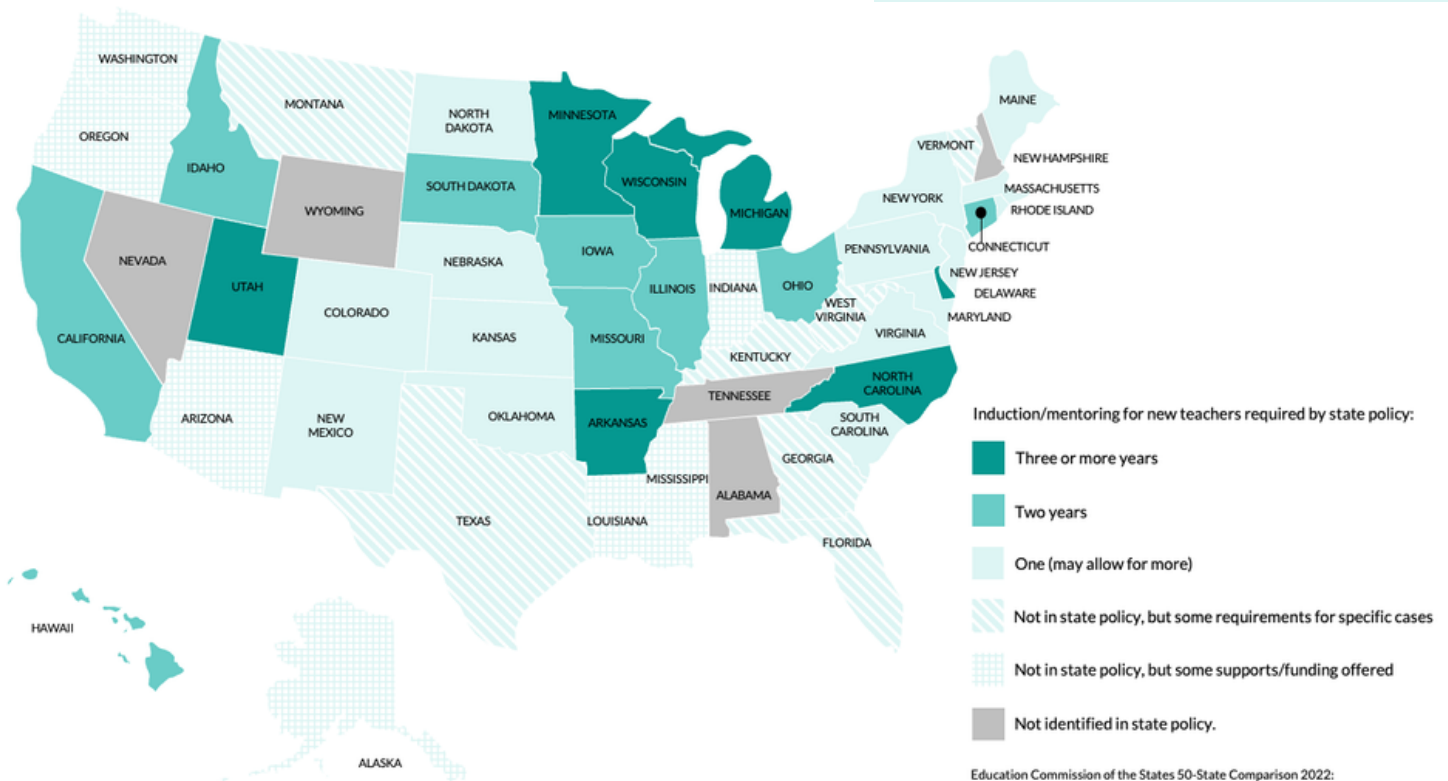 WASHINGTON
MONTANA
NORTH
DAKOTA
MINNESOTA
MAINE
OREGON
VERMONT
IDAHO
SOUTH DAKOTA
WISCONSIN
NEW HAMPSHIRE
MASSACHUSETTS
NEW YORK
RHODE ISLAND
WYOMING
MICHIGAN
CONNECTICUT
PENNSYLVANIA
NEVADA
NEBRASKA
IOWA
NEW JERSEY
UTAH
ILLINOIS
INDIANA
OHIO
DELAWARE
COLORADO
WEST
VIRGINIA
MARYLAND
CALIFORNIA
KANSAS
MISSOURI
VIRGINIA
KENTUCKY
NORTH
CAROLINA
TENNESSEE
ARIZONA
NEW
MEXICO
OKLAHOMA
ARKANSAS
SOUTH
CAROLINA
GEORGIA
MISSISSIPPI
ALABAMA
TEXAS
LOUISIANA
FLORIDA
HAWAII
ALASKA
Induction/mentoring for new teachers required by state policy:
Three or more years
Two years
One (may allow for more)
Not in state policy, but some requirements for specific cases
Not in state policy, but some supports/funding offered
Not identified in state policy.
Education Commission of the States 50-State Comparison 2022: